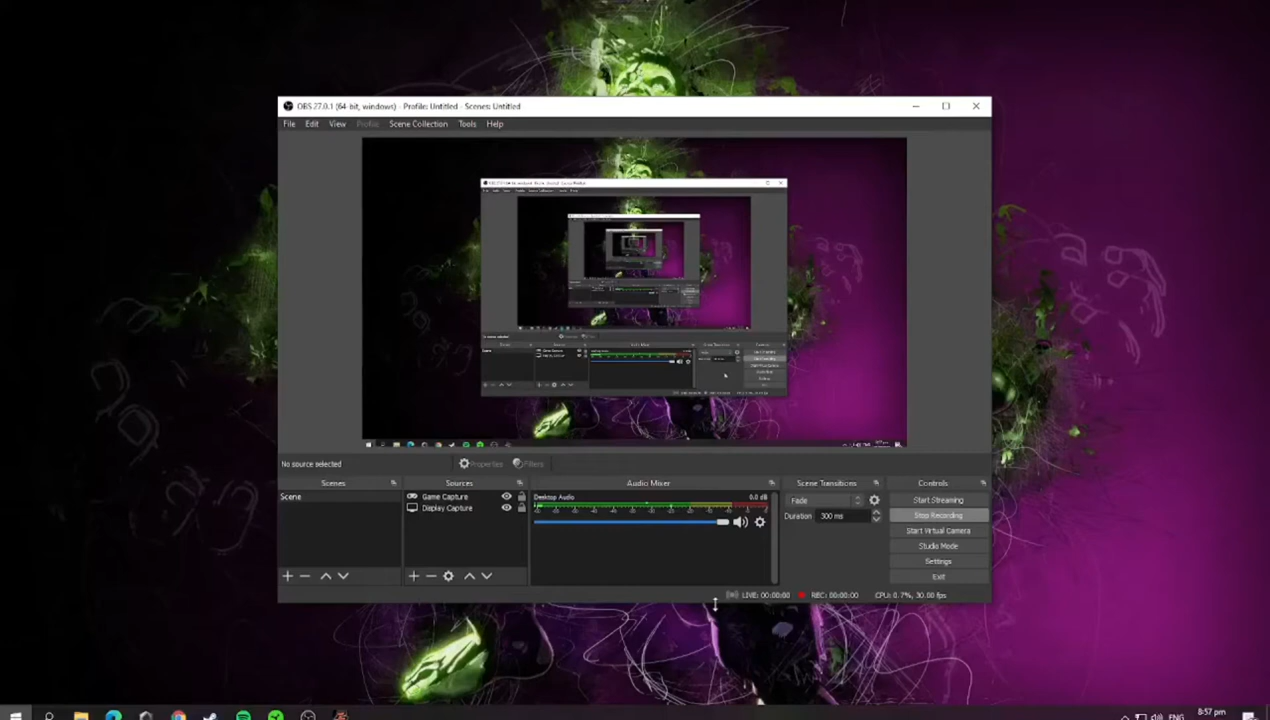 OBS 27.0.1 (64-bit, windows) - Profile: Untitled - Scenes: Untitled
File Edit View Profile Scene Collection Tools Help
No source selected
Properties Filters
Scenes
Scene
Sources
Game Capture
Display Capture
Audio Mixer
Desktop Audio 0.0 dB
Scene Transitions
Fade
Duration 300 ms
Controls
Start Streaming
Stop Recording
Start Virtual Camera
Studio Mode
Settings
Exit
LIVE: 00:00:00 REC: 00:00:00 CPU: 0.7%, 30.00 fps
ENG 8:57 pm